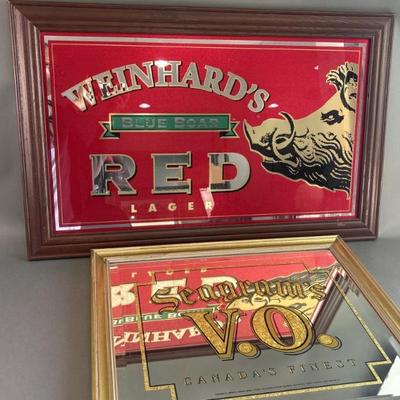 WEINHARD'S
BLUE BOAR
RED
LAGER
Seagram's
V.O.
CANADA'S FINEST